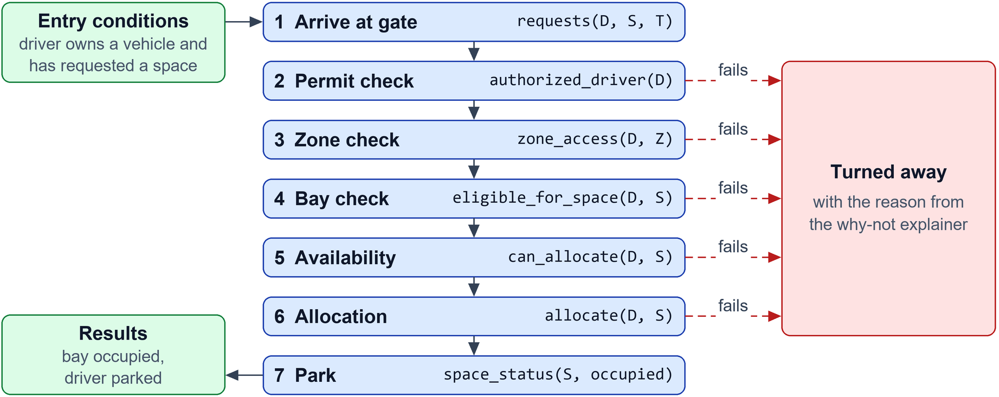 Entry conditions
driver owns a vehicle and
has requested a space
1 Arrive at gate requests(D, S, T)
2 Permit check authorized_driver(D)
fails
3 Zone check zone_access(D, Z)
fails
4 Bay check eligible_for_space(D, S)
fails
5 Availability can_allocate(D, S)
fails
6 Allocation allocate(D, S)
fails
7 Park space_status(S, occupied)
Turned away
with the reason from
the why-not explainer
Results
bay occupied,
driver parked